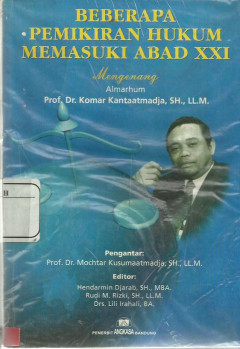 BEBERAPA
PEMIKIRAN HUKUM
MEMASUKI ABAD XXI
Mengenang
Almarhum
Prof. Dr. Komar Kantaatmadja, SH., LL.M.
Pengantar:
Prof. Dr. Mochtar Kusumaatmadja, SH., LL.M.
Editor:
Hendarmin Djarab, SH., MBA.
Rudi M. Rizki, SH., LL.M.
Drs. Lili Irahali, BA.
PENERBIT ANGKASA BANDUNG